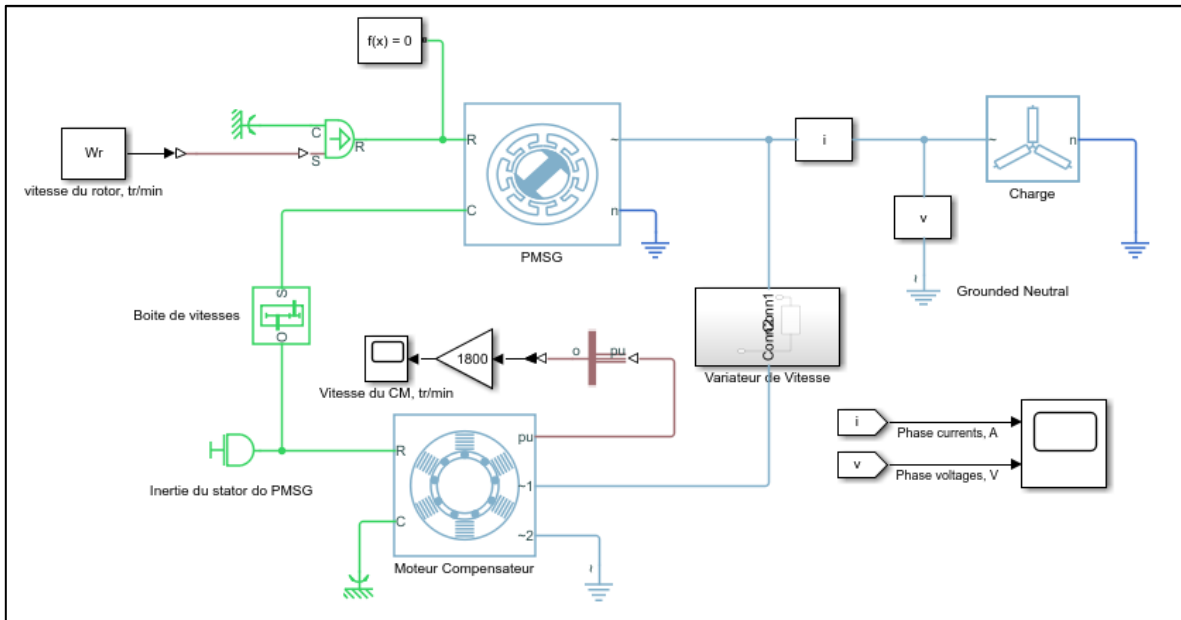 f(x) = 0
C
S
R
Wr
vitesse du rotor, tr/min
R
~
C
n
PMSG
i
v
~
~
n
Charge
Grounded Neutral
S
O
Boite de vitesses
Conn1
Variateur de Vitesse
1800
o
pu
Vitesse du CM, tr/min
R
pu
~1
C
~2
~
Inertie du stator do PMSG
Moteur Compensateur
i
Phase currents, A
v
Phase voltages, V